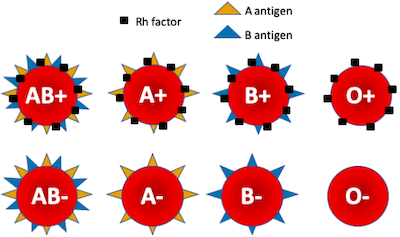 Rh factor
A antigen
B antigen
AB+ A+ B+ O+
AB- A- B- O-